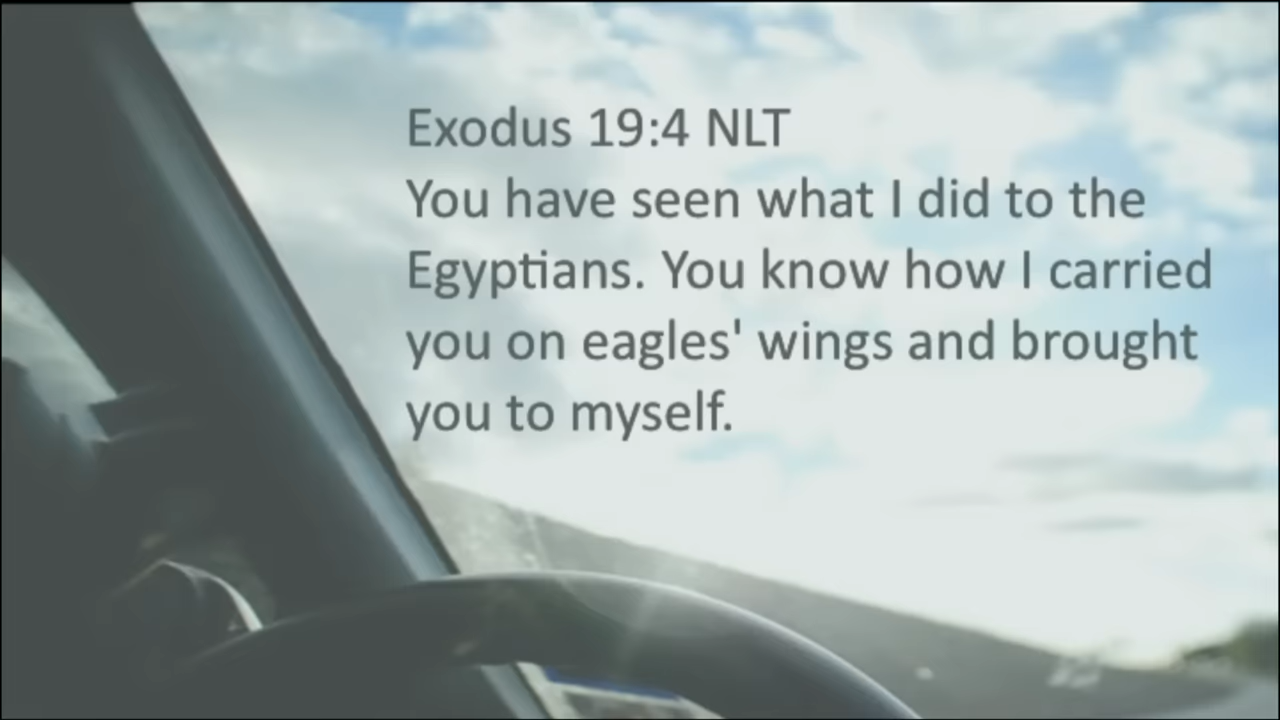 Exodus 19:4 NLT
You have seen what I did to the
Egyptians. You know how I carried
you on eagles' wings and brought
you to myself.